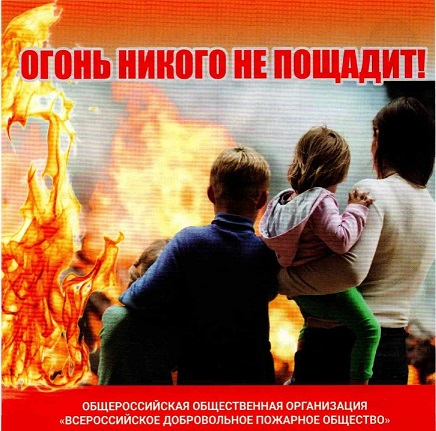 ОГОНЬ НИКОГО НЕ ПОЩАДИТ!
ОБЩЕРОССИЙСКАЯ ОБЩЕСТВЕННАЯ ОРГАНИЗАЦИЯ
«ВСЕРОССИЙСКОЕ ДОБРОВОЛЬНОЕ ПОЖАРНОЕ ОБЩЕСТВО»